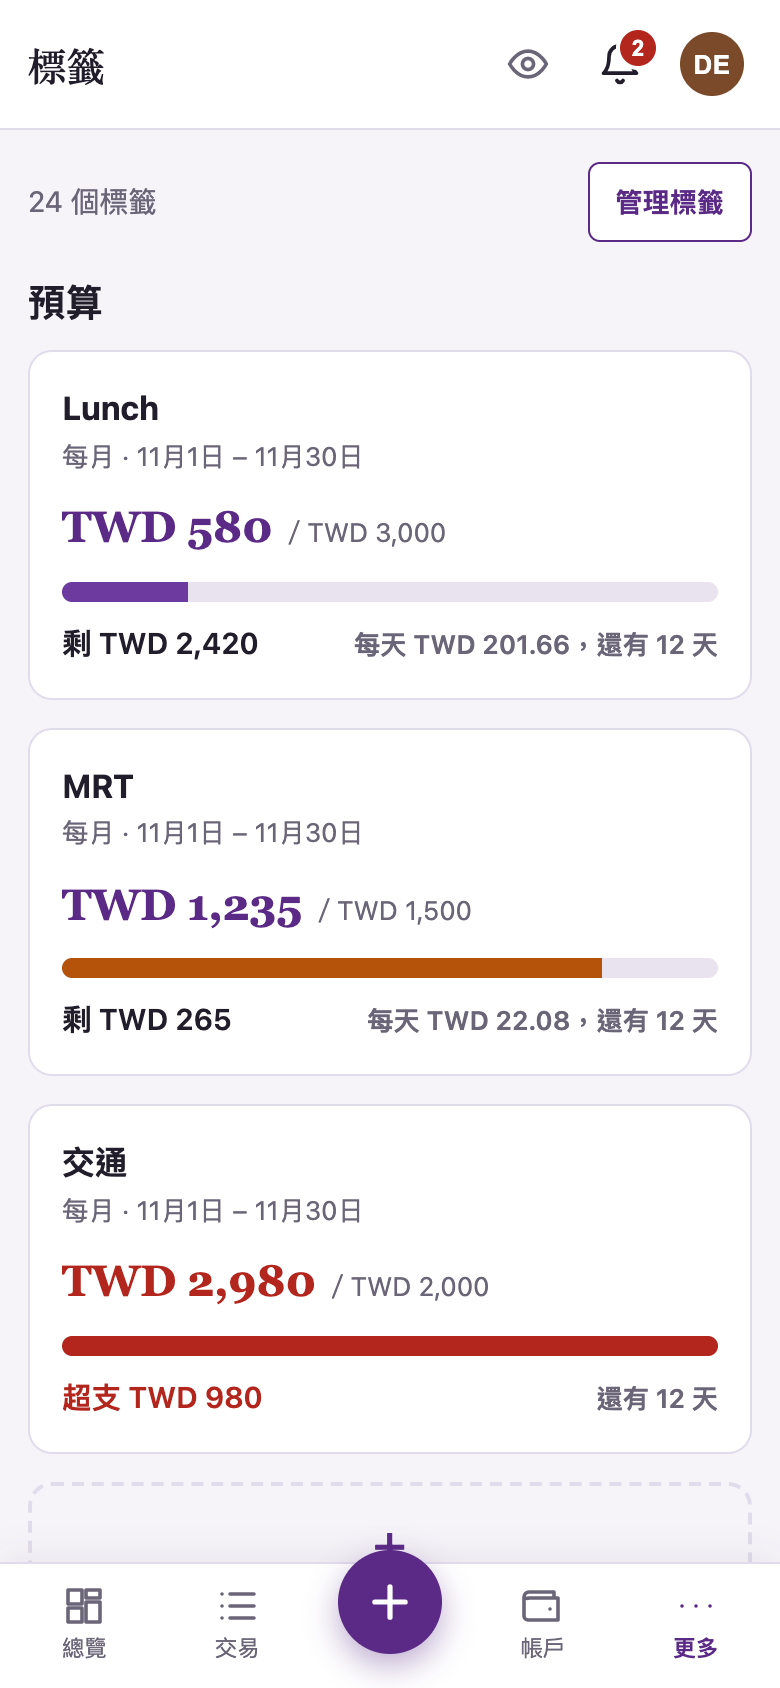 標籤
2
DE
24 個標籤
管理標籤
預算
Lunch
每月 · 11月1日 – 11月30日
TWD 580 / TWD 3,000
剩 TWD 2,420
每天 TWD 201.66，還有 12 天
MRT
每月 · 11月1日 – 11月30日
TWD 1,235 / TWD 1,500
剩 TWD 265
每天 TWD 22.08，還有 12 天
交通
每月 · 11月1日 – 11月30日
TWD 2,980 / TWD 2,000
超支 TWD 980
還有 12 天
總覽
交易
帳戶
更多